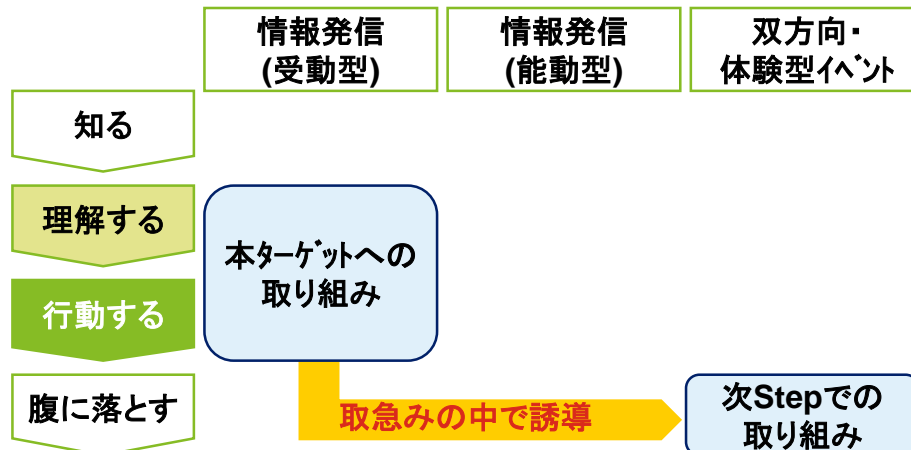 情報発信
(受動型)
情報発信
(能動型)
双方向・
体験型ｲﾍﾞﾝﾄ
知る
理解する
本ﾀｰｹﾞｯﾄへの
取り組み
行動する
腹に落とす
取急みの中で誘導
次Stepでの
取り組み